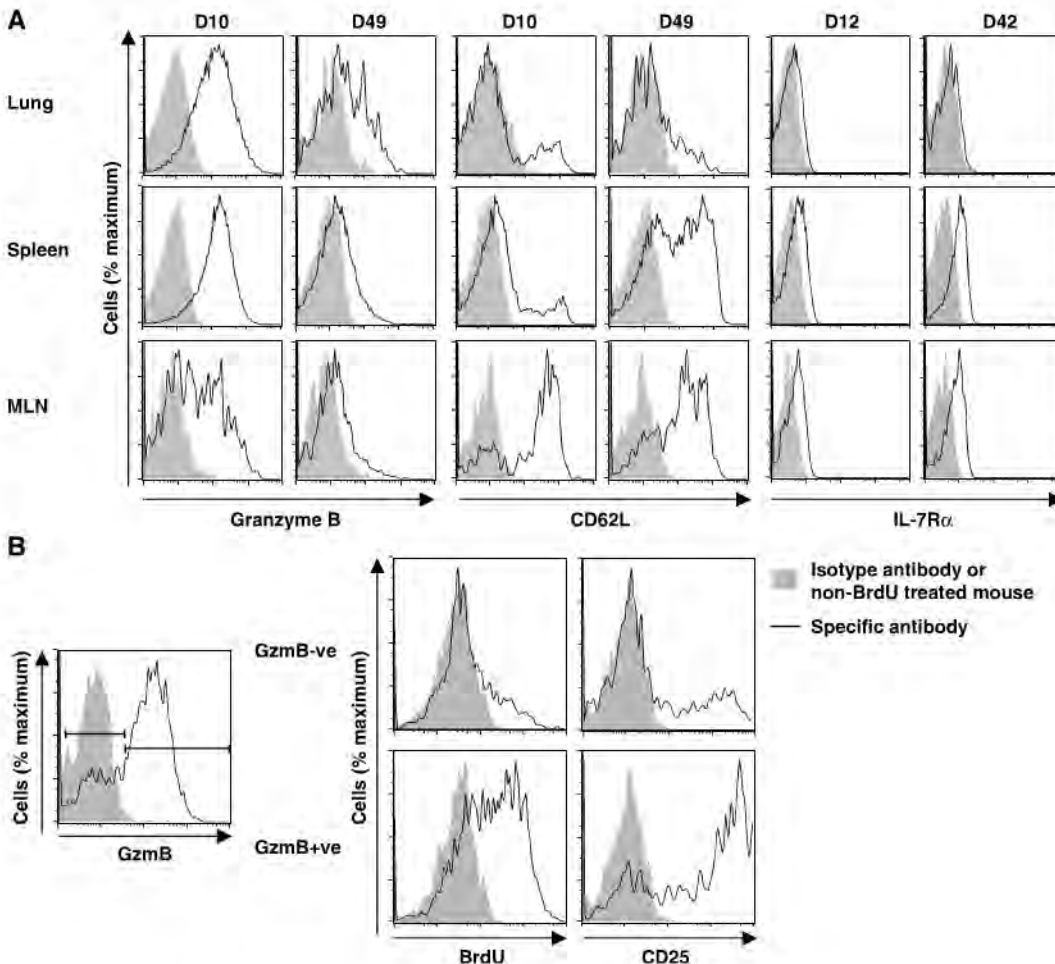 A
D10 D49 D10 D49 D12 D42
Lung
Spleen
MLN
Cells (% maximum)
Granzyme B CD62L IL-7Rα
B
Isotype antibody or
non-BrdU treated mouse
Specific antibody
GzmB-ve
GzmB+ve
Cells (% maximum)
Cells (% maximum)
GzmB
BrdU CD25